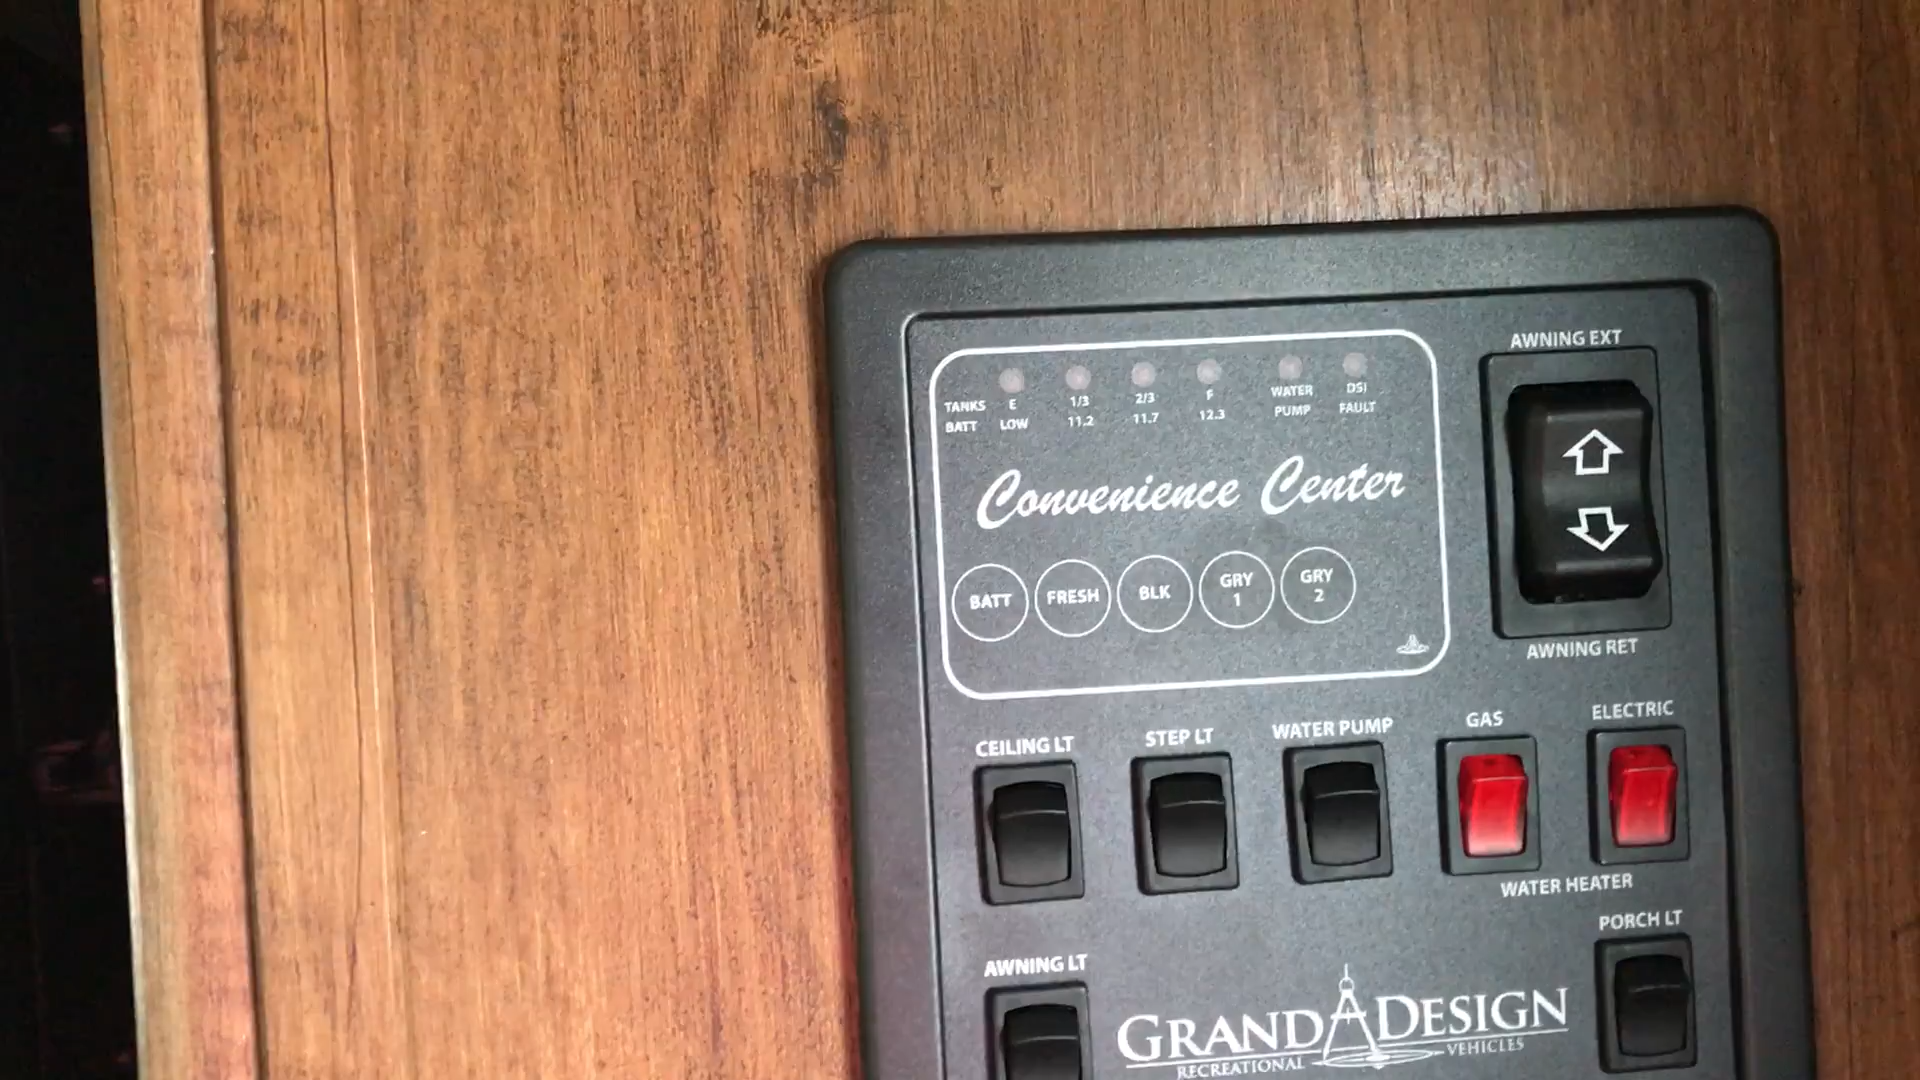 AWNING EXT
TANKS E 1/3 2/3 F WATER PUMP DSI FAULT
BATT LOW 11.2 11.7 12.3
Convenience Center
BATT FRESH BLK GRY 1 GRY 2
AWNING RET
CEILING LT STEP LT WATER PUMP GAS ELECTRIC
WATER HEATER
AWNING LT PORCH LT
GRAND DESIGN
RECREATIONAL VEHICLES